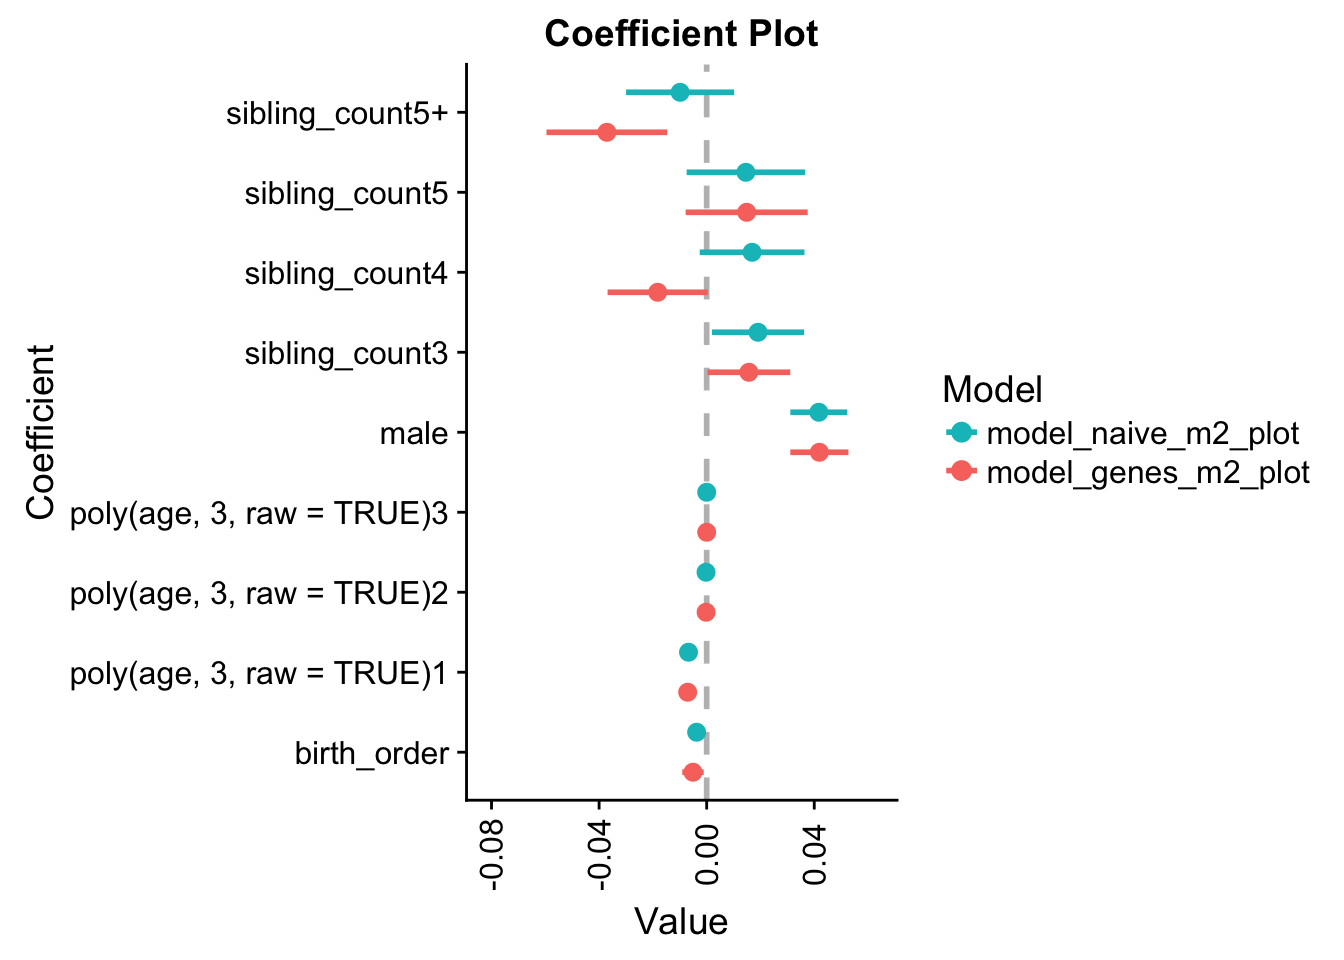 Coefficient Plot
sibling_count5+
sibling_count5
sibling_count4
sibling_count3
male
poly(age, 3, raw = TRUE)3
poly(age, 3, raw = TRUE)2
poly(age, 3, raw = TRUE)1
birth_order
Coefficient
-0.08
-0.04
0.00
0.04
Value
Model
model_naive_m2_plot
model_genes_m2_plot